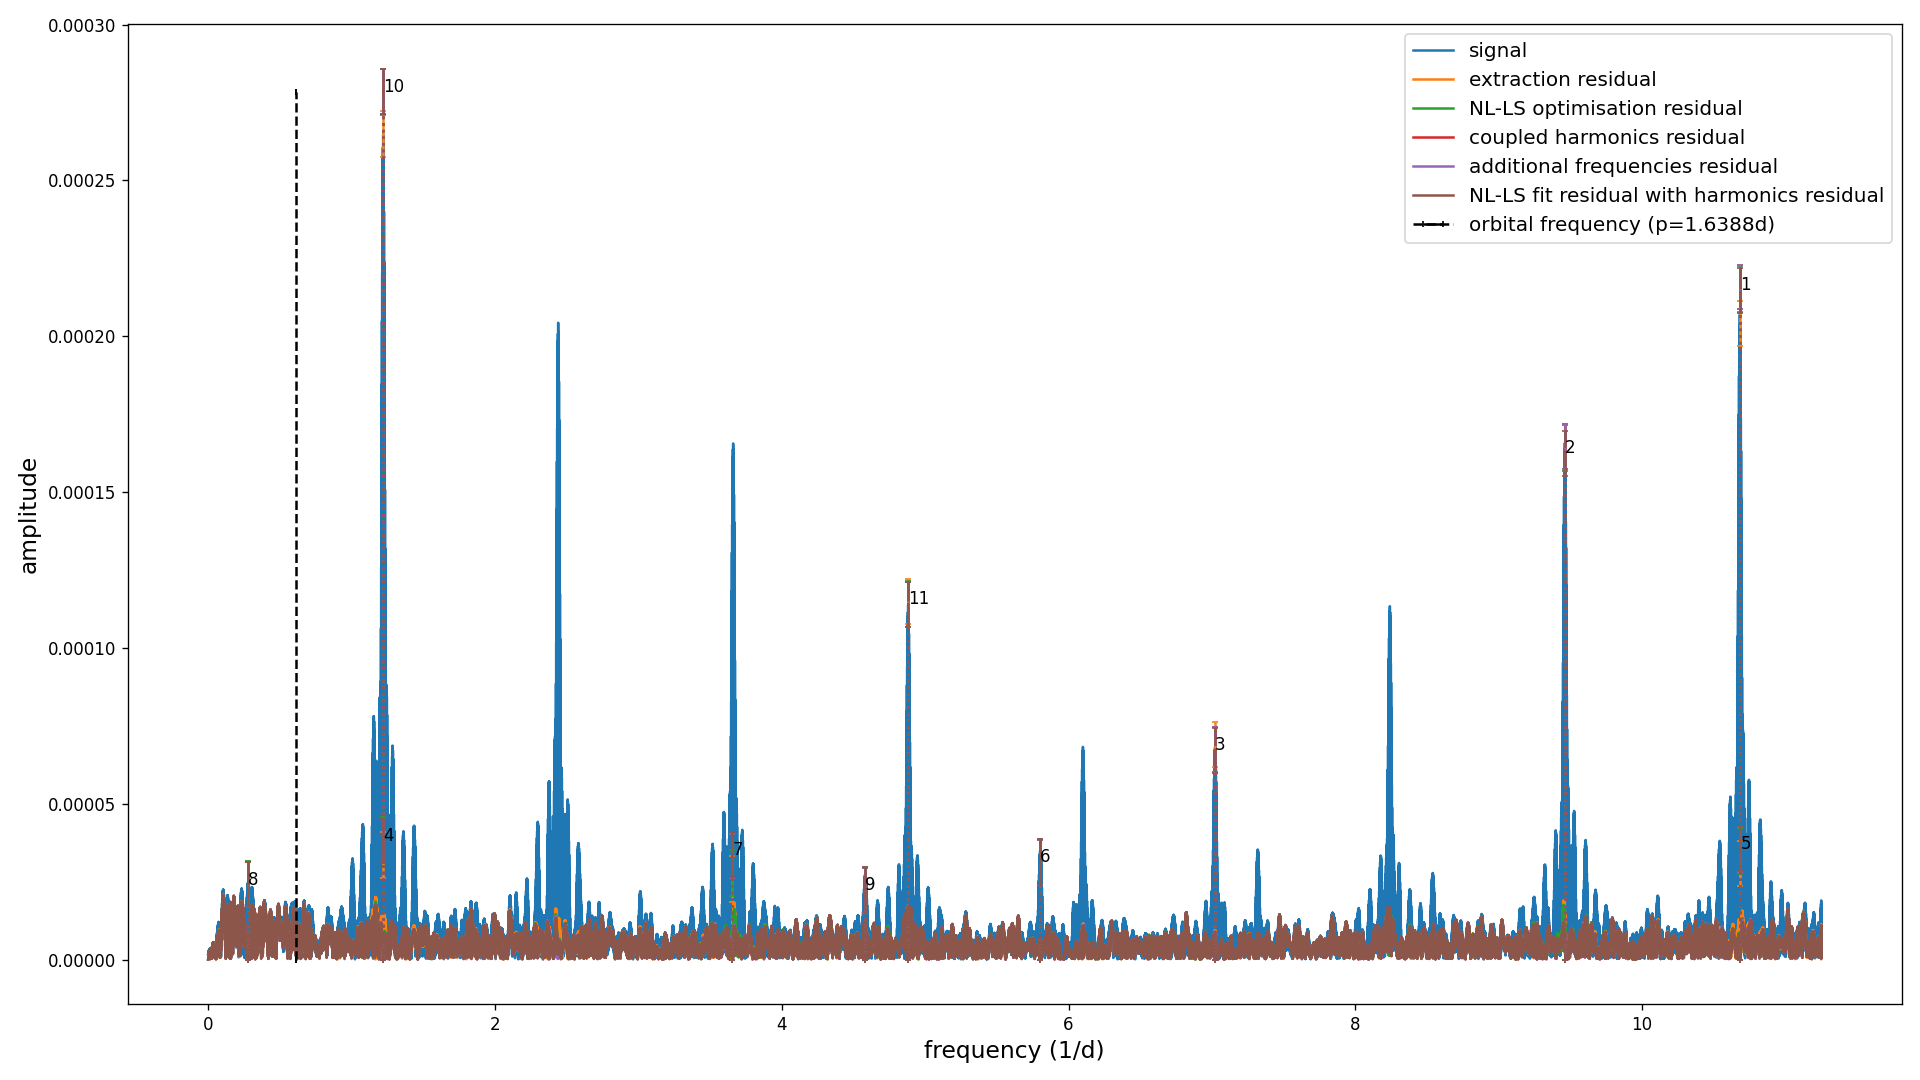 0.00030
0.00025
0.00020
0.00015
0.00010
0.00005
0.00000
amplitude
0
2
4
6
8
10
frequency (1/d)
signal
extraction residual
NL-LS optimisation residual
coupled harmonics residual
additional frequencies residual
NL-LS fit residual with harmonics residual
orbital frequency (p=1.6388d)
10
1
2
11
3
4
5
7
6
8
9